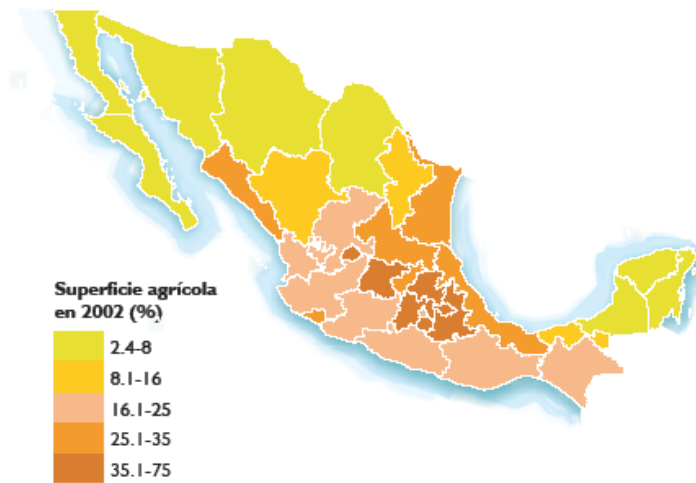 Superficie agrícola
en 2002 (%)
2.4-8
8.1-16
16.1-25
25.1-35
35.1-75